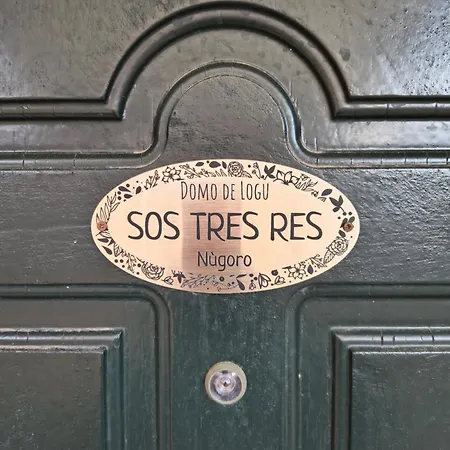 Domo de Logu
SOS TRES RES
Nùgoro